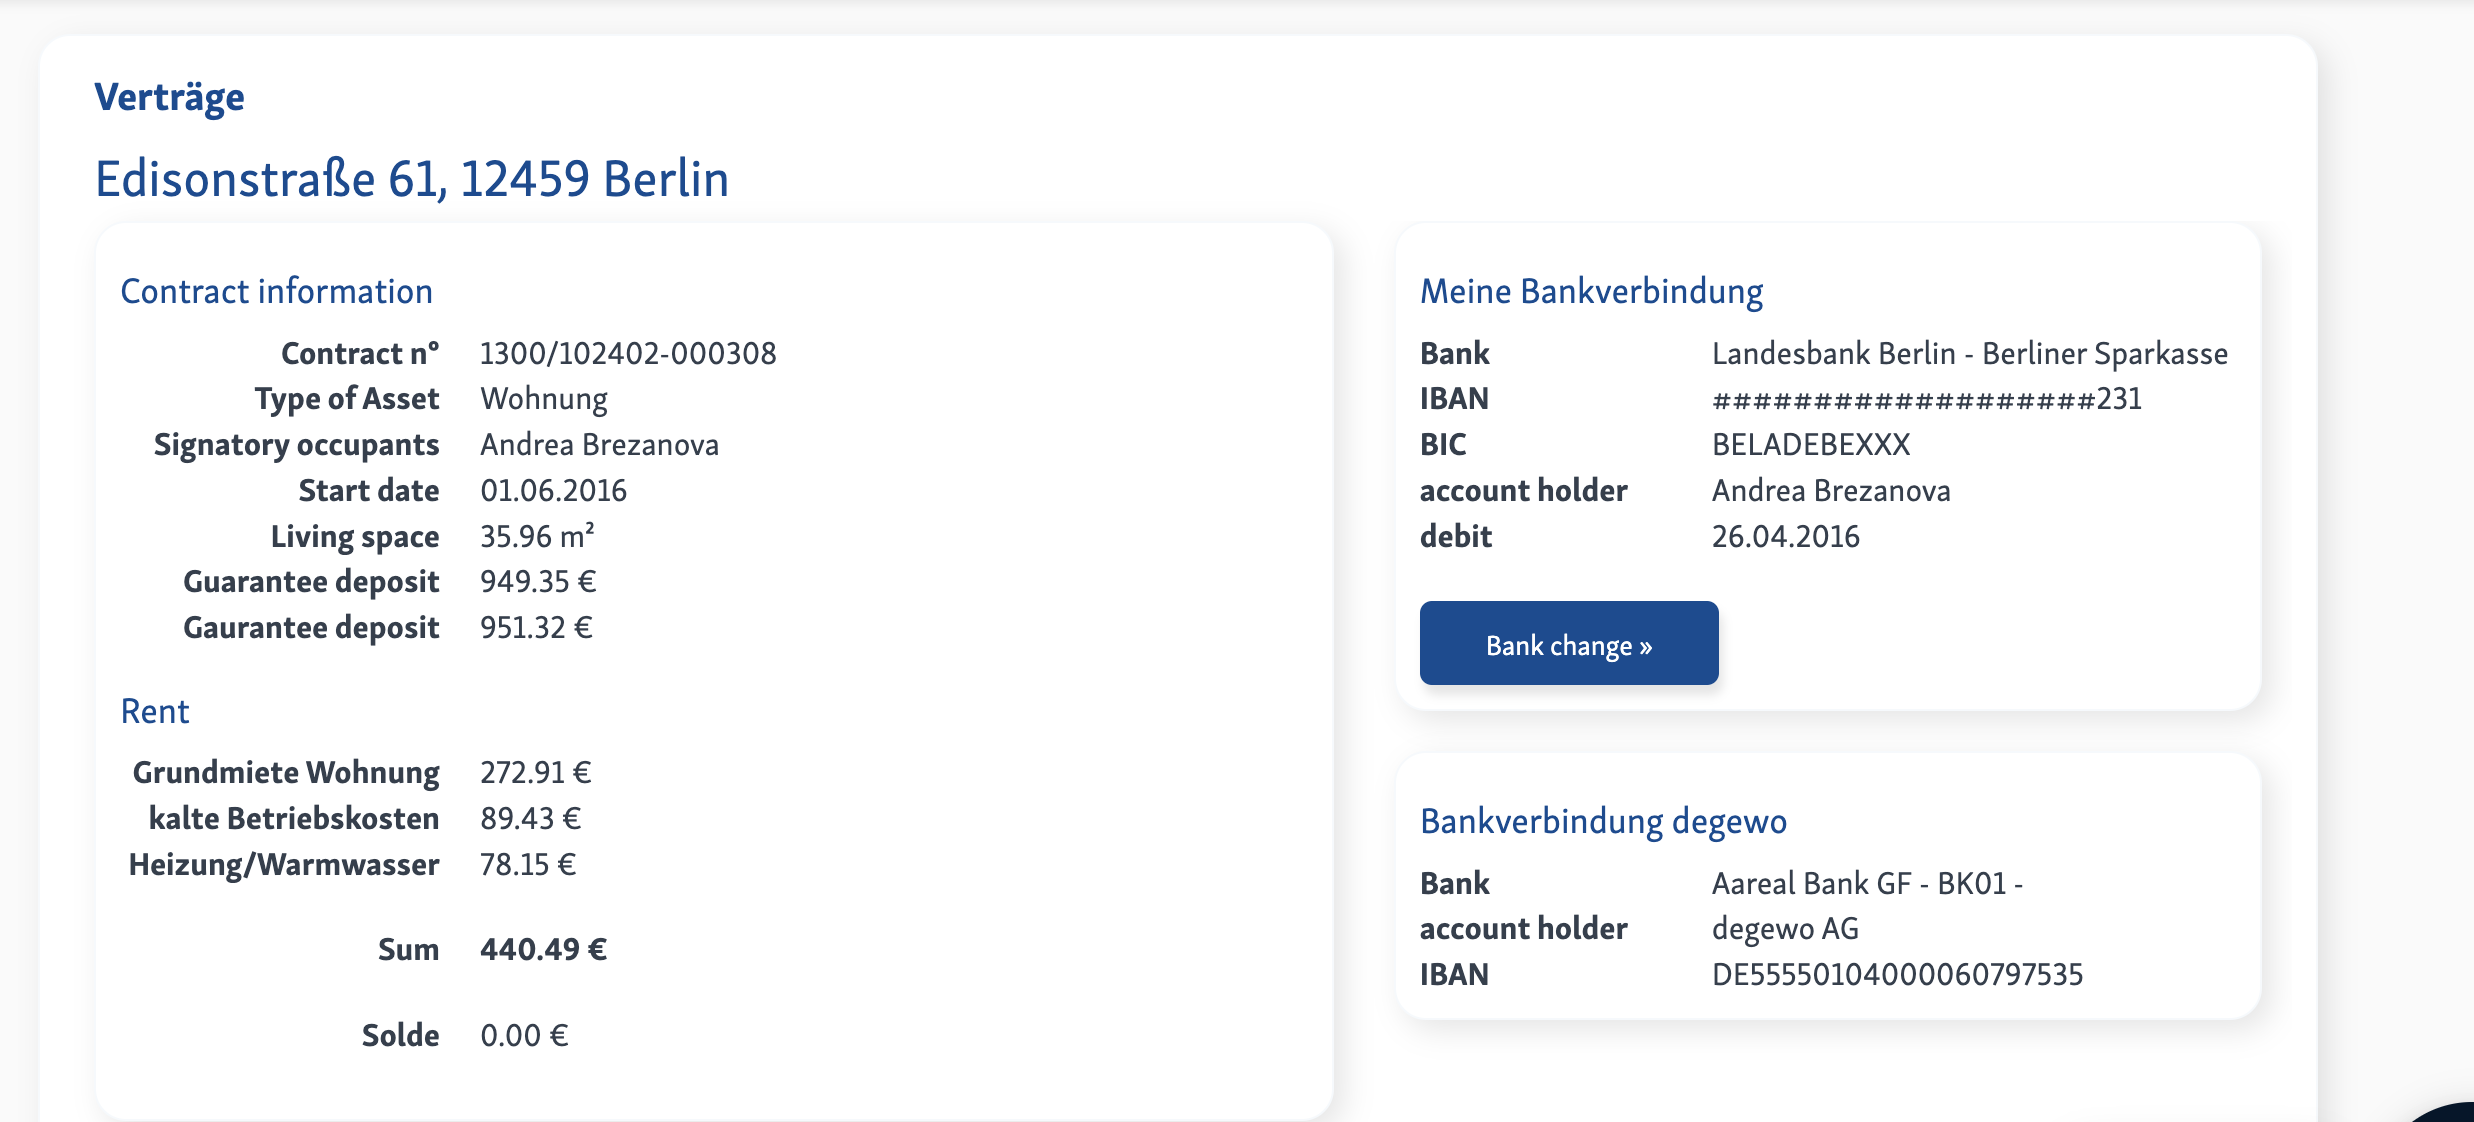 Verträge
Edisonstraße 61, 12459 Berlin
Contract information
Contract n° 1300/102402-000308
Type of Asset Wohnung
Signatory occupants Andrea Brezanova
Start date 01.06.2016
Living space 35.96 m²
Guarantee deposit 949.35 €
Gaurantee deposit 951.32 €
Rent
Grundmiete Wohnung 272.91 €
kalte Betriebskosten 89.43 €
Heizung/Warmwasser 78.15 €
Sum 440.49 €
Solde 0.00 €
Meine Bankverbindung
Bank Landesbank Berlin - Berliner Sparkasse
IBAN ###################231
BIC BELADEBEXXX
account holder Andrea Brezanova
debit 26.04.2016
Bank change »
Bankverbindung degewo
Bank Aareal Bank GF - BK01 -
account holder degewo AG
IBAN DE55550104000060797535